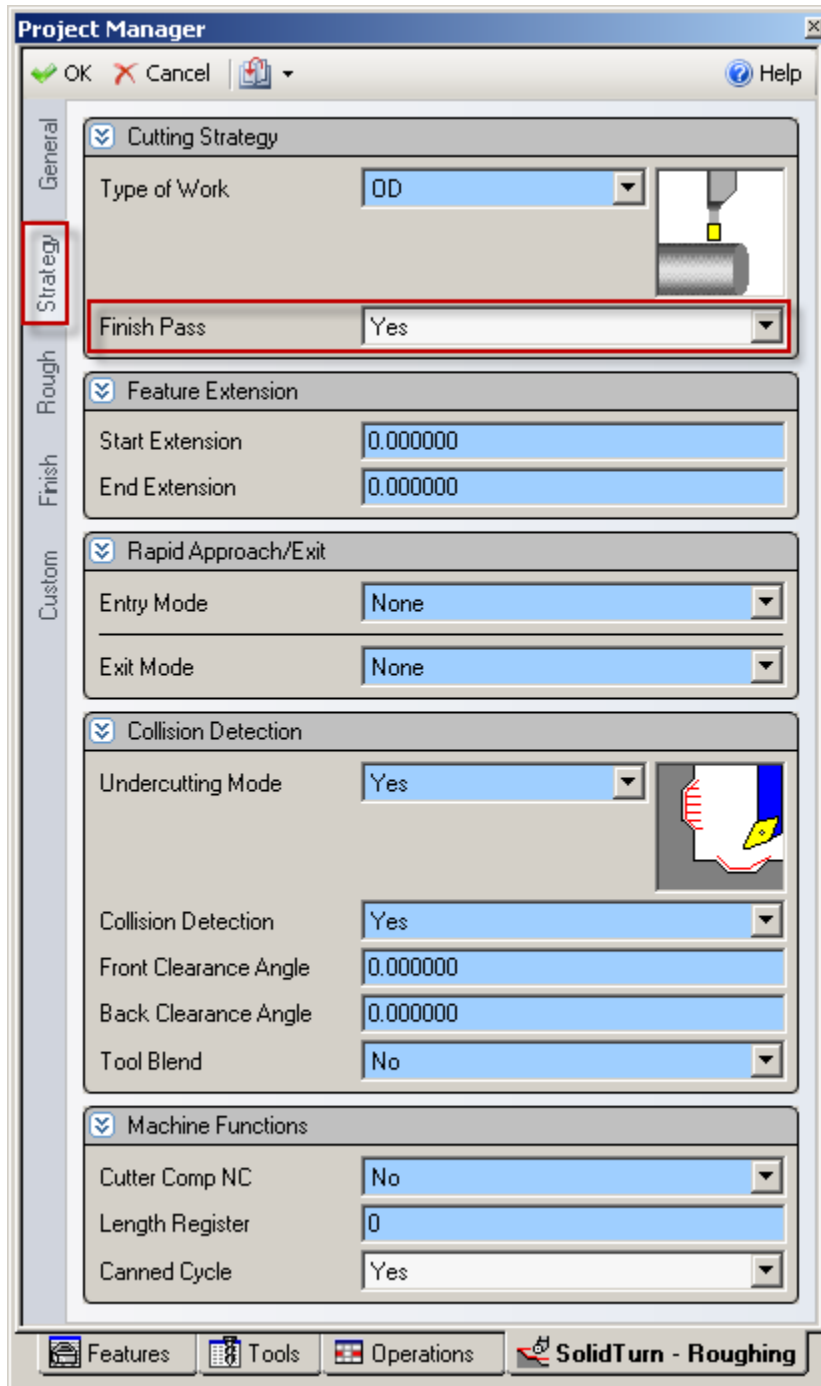 Project Manager
OK Cancel Help
General
Strategy
Rough
Finish
Custom
Cutting Strategy
Type of Work OD
Finish Pass Yes
Feature Extension
Start Extension 0.000000
End Extension 0.000000
Rapid Approach/Exit
Entry Mode None
Exit Mode None
Collision Detection
Undercutting Mode Yes
Collision Detection Yes
Front Clearance Angle 0.000000
Back Clearance Angle 0.000000
Tool Blend No
Machine Functions
Cutter Comp NC No
Length Register 0
Canned Cycle Yes
Features Tools Operations SolidTurn - Roughing